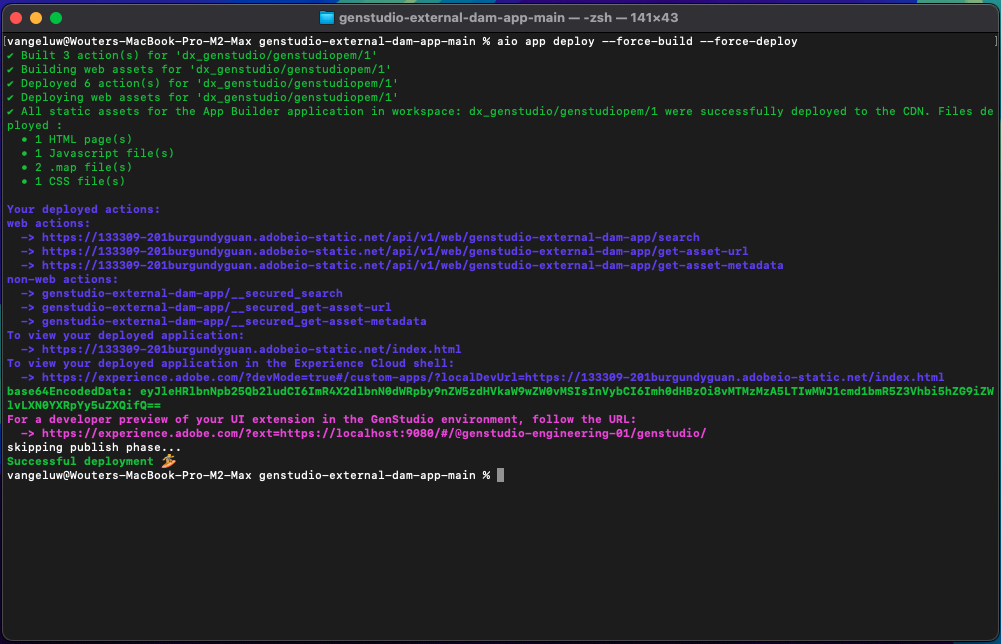 genstudio-external-dam-app-main — -zsh — 141×43
[vangeluw@Wouters-MacBook-Pro-M2-Max genstudio-external-dam-app-main % aio app deploy --force-build --force-deploy ]
✔ Built 3 action(s) for 'dx_genstudio/genstudiopem/1'
✔ Building web assets for 'dx_genstudio/genstudiopem/1'
✔ Deployed 6 action(s) for 'dx_genstudio/genstudiopem/1'
✔ Deploying web assets for 'dx_genstudio/genstudiopem/1'
✔ All static assets for the App Builder application in workspace: dx_genstudio/genstudiopem/1 were successfully deployed to the CDN. Files de
ployed :
• 1 HTML page(s)
• 1 Javascript file(s)
• 2 .map file(s)
• 1 CSS file(s)
Your deployed actions:
web actions:
-> https://133309-201burgundyguan.adobeio-static.net/api/v1/web/genstudio-external-dam-app/search
-> https://133309-201burgundyguan.adobeio-static.net/api/v1/web/genstudio-external-dam-app/get-asset-url
-> https://133309-201burgundyguan.adobeio-static.net/api/v1/web/genstudio-external-dam-app/get-asset-metadata
non-web actions:
-> genstudio-external-dam-app/__secured_search
-> genstudio-external-dam-app/__secured_get-asset-url
-> genstudio-external-dam-app/__secured_get-asset-metadata
To view your deployed application:
-> https://133309-201burgundyguan.adobeio-static.net/index.html
To view your deployed application in the Experience Cloud shell:
-> https://experience.adobe.com/?devMode=true#/custom-apps/?localDevUrl=https://133309-201burgundyguan.adobeio-static.net/index.html
base64EncodedData: eyJleHRlbnNpb25Qb2ludCI6ImR4X2dlbnN0dWRpby9nZW5zdHVkaW9wZW0vMSIsInVybCI6Imh0dHBzOi8vMTMzMzA5LTIwMWJ1cmd1bmR5Z3Vhbi5hZG9iZW
lvLXN0YXRpYy5uZXQifQ==
For a developer preview of your UI extension in the GenStudio environment, follow the URL:
-> https://experience.adobe.com/?ext=https://localhost:9080/#/@genstudio-engineering-01/genstudio/
skipping publish phase...
Successful deployment 🏄
vangeluw@Wouters-MacBook-Pro-M2-Max genstudio-external-dam-app-main %